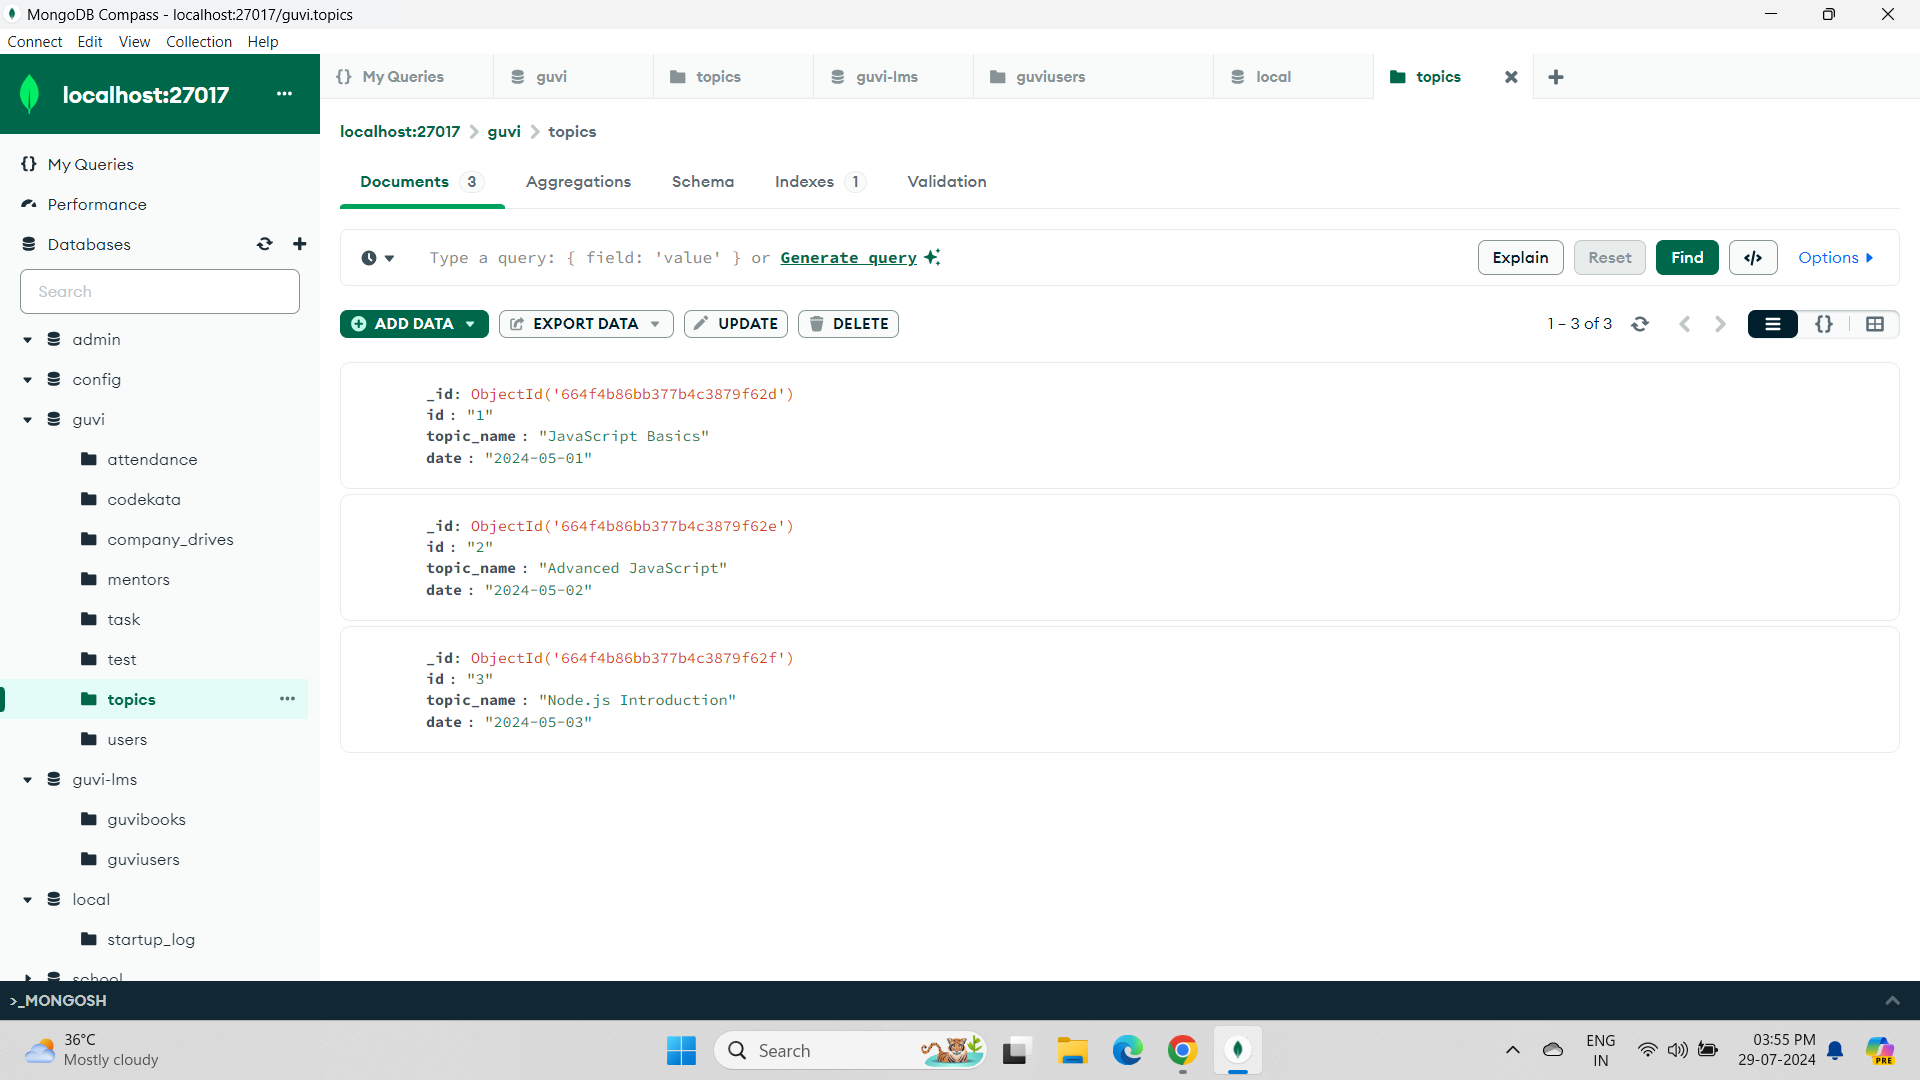 MongoDB Compass - localhost:27017/guvi.topics
Connect Edit View Collection Help
localhost:27017 ...
{} My Queries
guvi
topics
guvi-lms
guviusers
local
topics
My Queries
Performance
Databases
Search
admin
config
guvi
attendance
codekata
company_drives
mentors
task
test
topics ...
users
guvi-lms
guvibooks
guviusers
local
startup_log
school
localhost:27017 > guvi > topics
Documents 3 Aggregations Schema Indexes 1 Validation
Type a query: { field: 'value' } or Generate query
Explain Reset Find </> Options
ADD DATA EXPORT DATA UPDATE DELETE
1 – 3 of 3 {}
_id: ObjectId('664f4b86bb377b4c3879f62d')
id : "1"
topic_name : "JavaScript Basics"
date : "2024-05-01"
_id: ObjectId('664f4b86bb377b4c3879f62e')
id : "2"
topic_name : "Advanced JavaScript"
date : "2024-05-02"
_id: ObjectId('664f4b86bb377b4c3879f62f')
id : "3"
topic_name : "Node.js Introduction"
date : "2024-05-03"
>_MONGOSH
36°C
Mostly cloudy
Search
ENG
IN
03:55 PM
29-07-2024
PRE